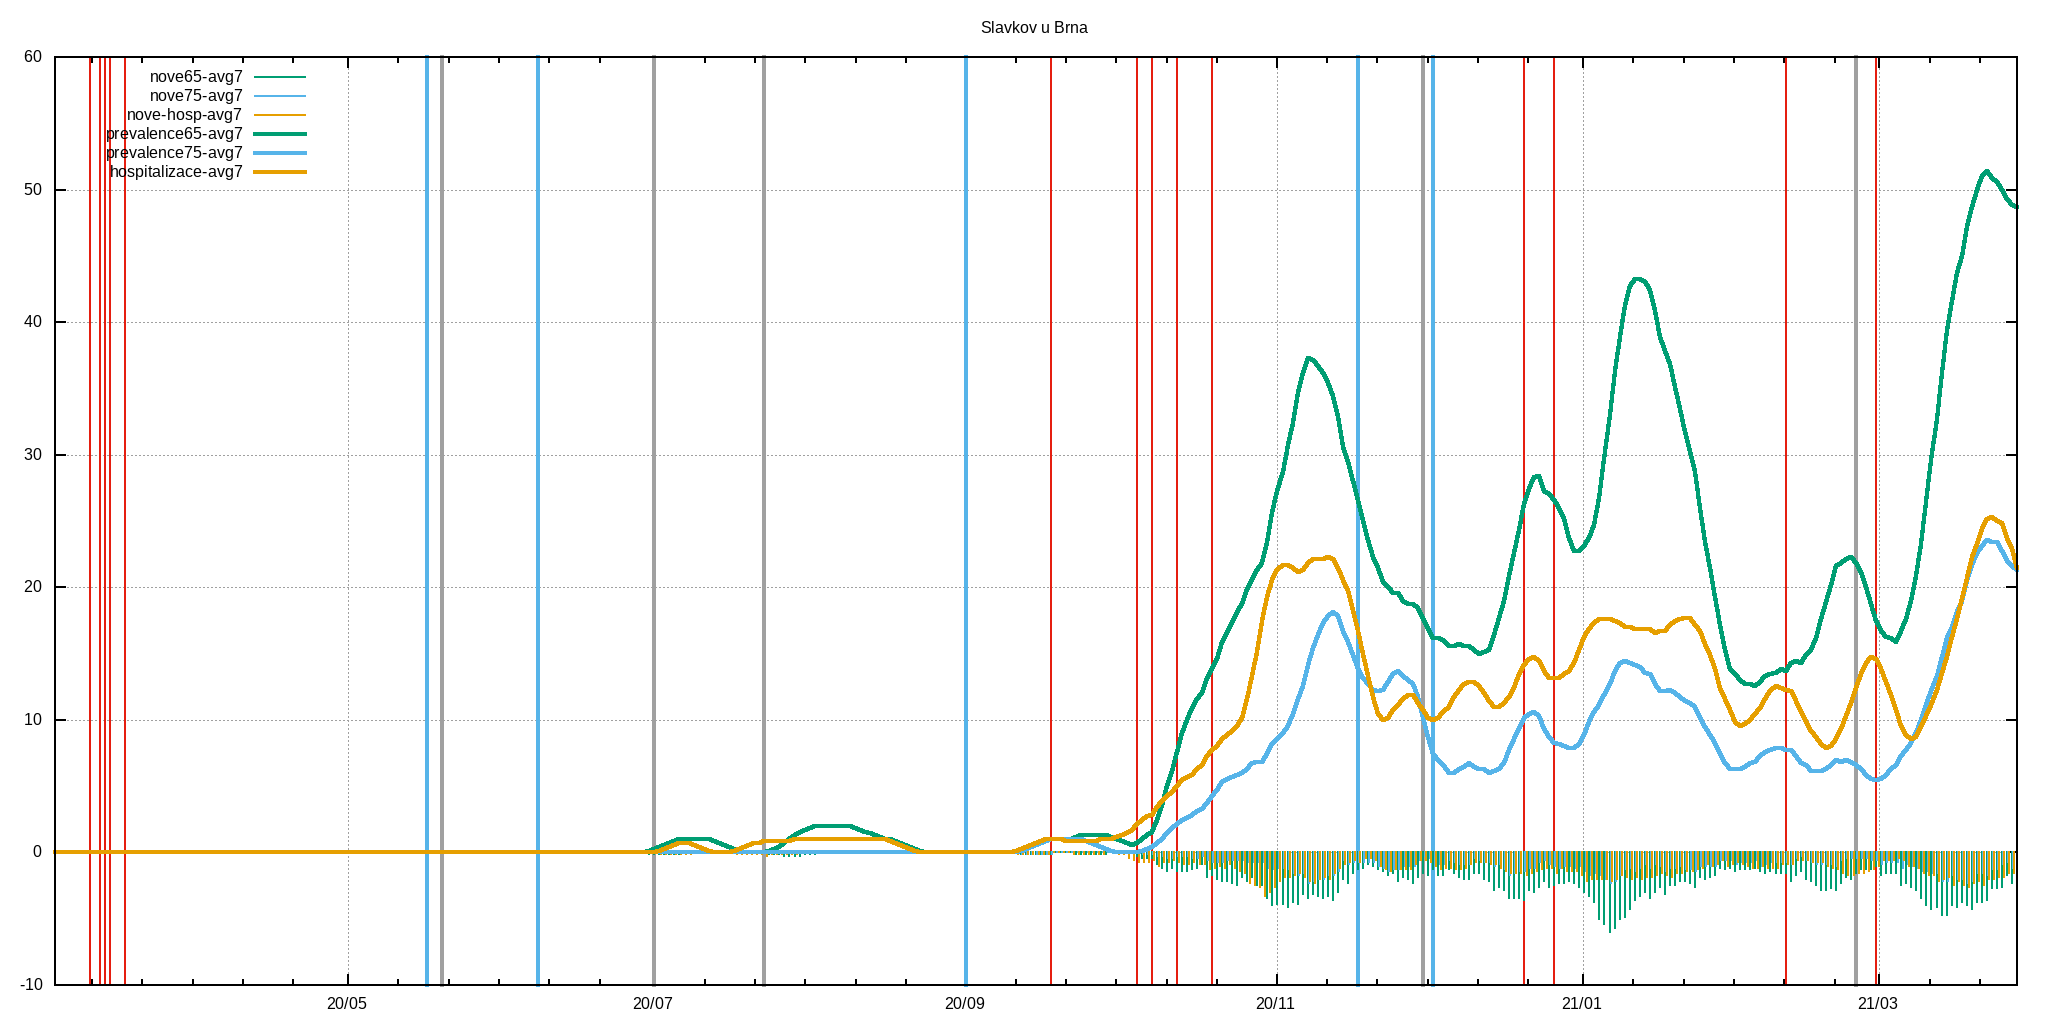 Slavkov u Brna
60
nove65-avg7
nove75-avg7
nove-hosp-avg7
prevalence65-avg7
prevalence75-avg7
hospitalizace-avg7
50
40
30
20
10
0
-10
20/05 20/07 20/09 20/11 21/01 21/03